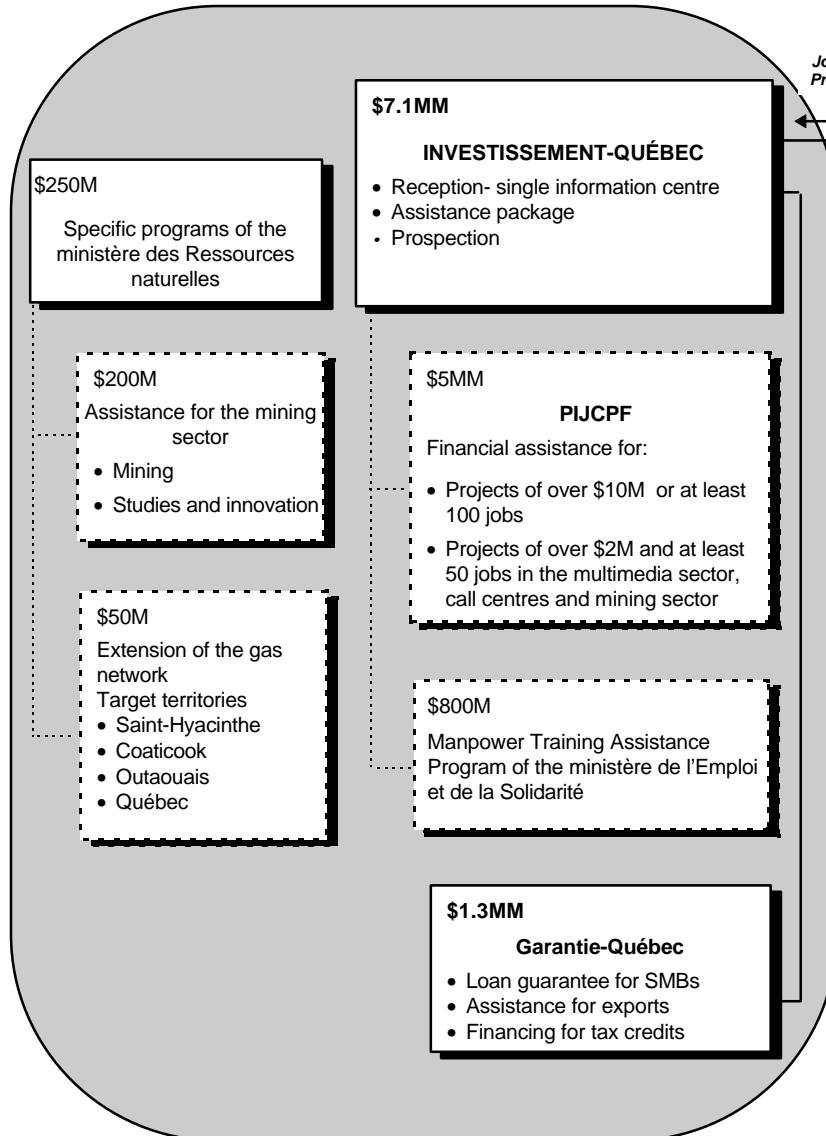 $7.1MM
INVESTISSEMENT-QUÉBEC
• Reception- single information centre
• Assistance package
• Prospection
$250M
Specific programs of the
ministère des Ressources
naturelles
$200M
Assistance for the mining
sector
• Mining
• Studies and innovation
$50M
Extension of the gas
network
Target territories
• Saint-Hyacinthe
• Coaticook
• Outaouais
• Québec
$5MM
PIJCPF
Financial assistance for:
• Projects of over $10M or at least
100 jobs
• Projects of over $2M and at least
50 jobs in the multimedia sector,
call centres and mining sector
$800M
Manpower Training Assistance
Program of the ministère de l'Emploi
et de la Solidarité
$1.3MM
Garantie-Québec
• Loan guarantee for SMBs
• Assistance for exports
• Financing for tax credits